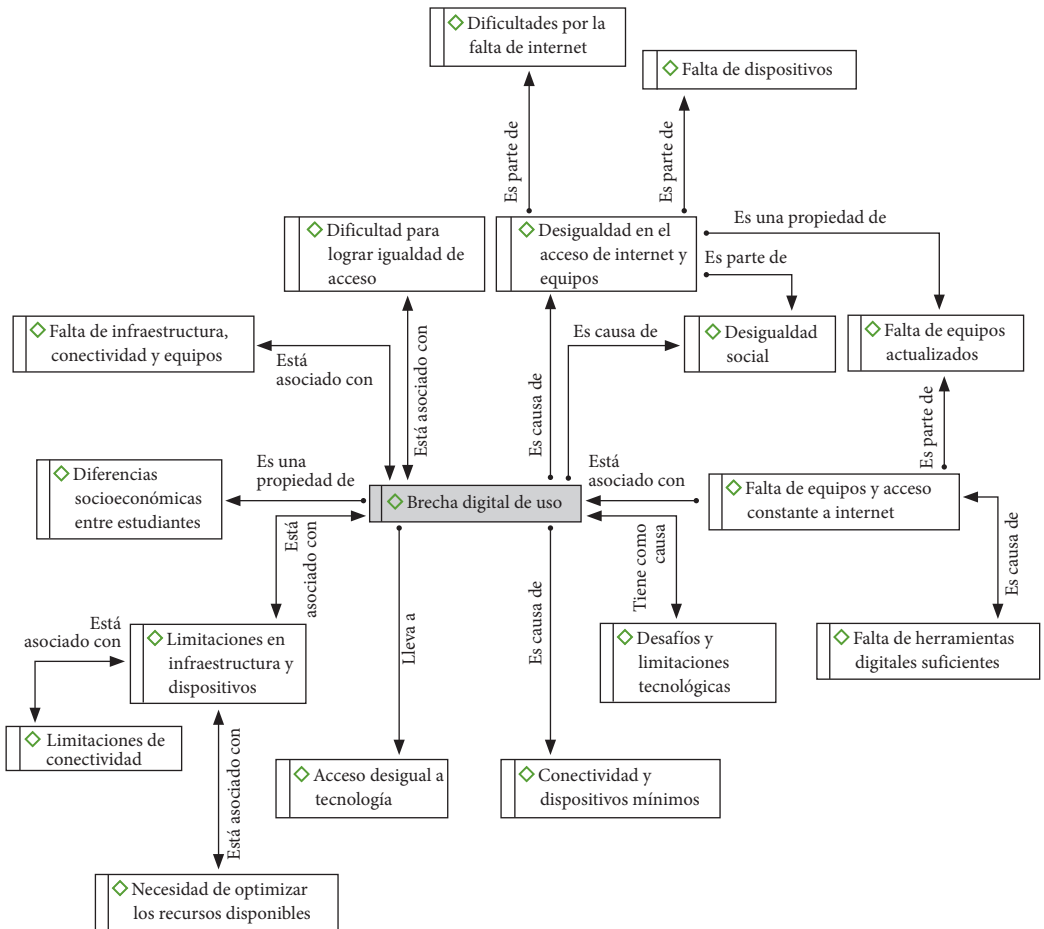 Dificultades por la
falta de internet
Falta de dispositivos
Es parte de
Es parte de
Dificultad para
lograr igualdad de
acceso
Desigualdad en el
acceso de internet y
equipos
Es una propiedad de
Es parte de
Falta de infraestructura,
conectividad y equipos
Está
asociado con
Está asociado con
Es causa de
Es causa de
Desigualdad
social
Falta de equipos
actualizados
Es parte de
Diferencias
socioeconómicas
entre estudiantes
Es una
propiedad de
Brecha digital de uso
Está
asociado con
Falta de equipos y acceso
constante a internet
Está
asociado con
Lleva a
Es causa de
Tiene como
causa
Es causa de
Está
asociado con
Limitaciones en
infraestructura y
dispositivos
Desafíos y
limitaciones
tecnológicas
Falta de herramientas
digitales suficientes
Limitaciones de
conectividad
Está asociado con
Acceso desigual a
tecnología
Conectividad y
dispositivos mínimos
Necesidad de optimizar
los recursos disponibles